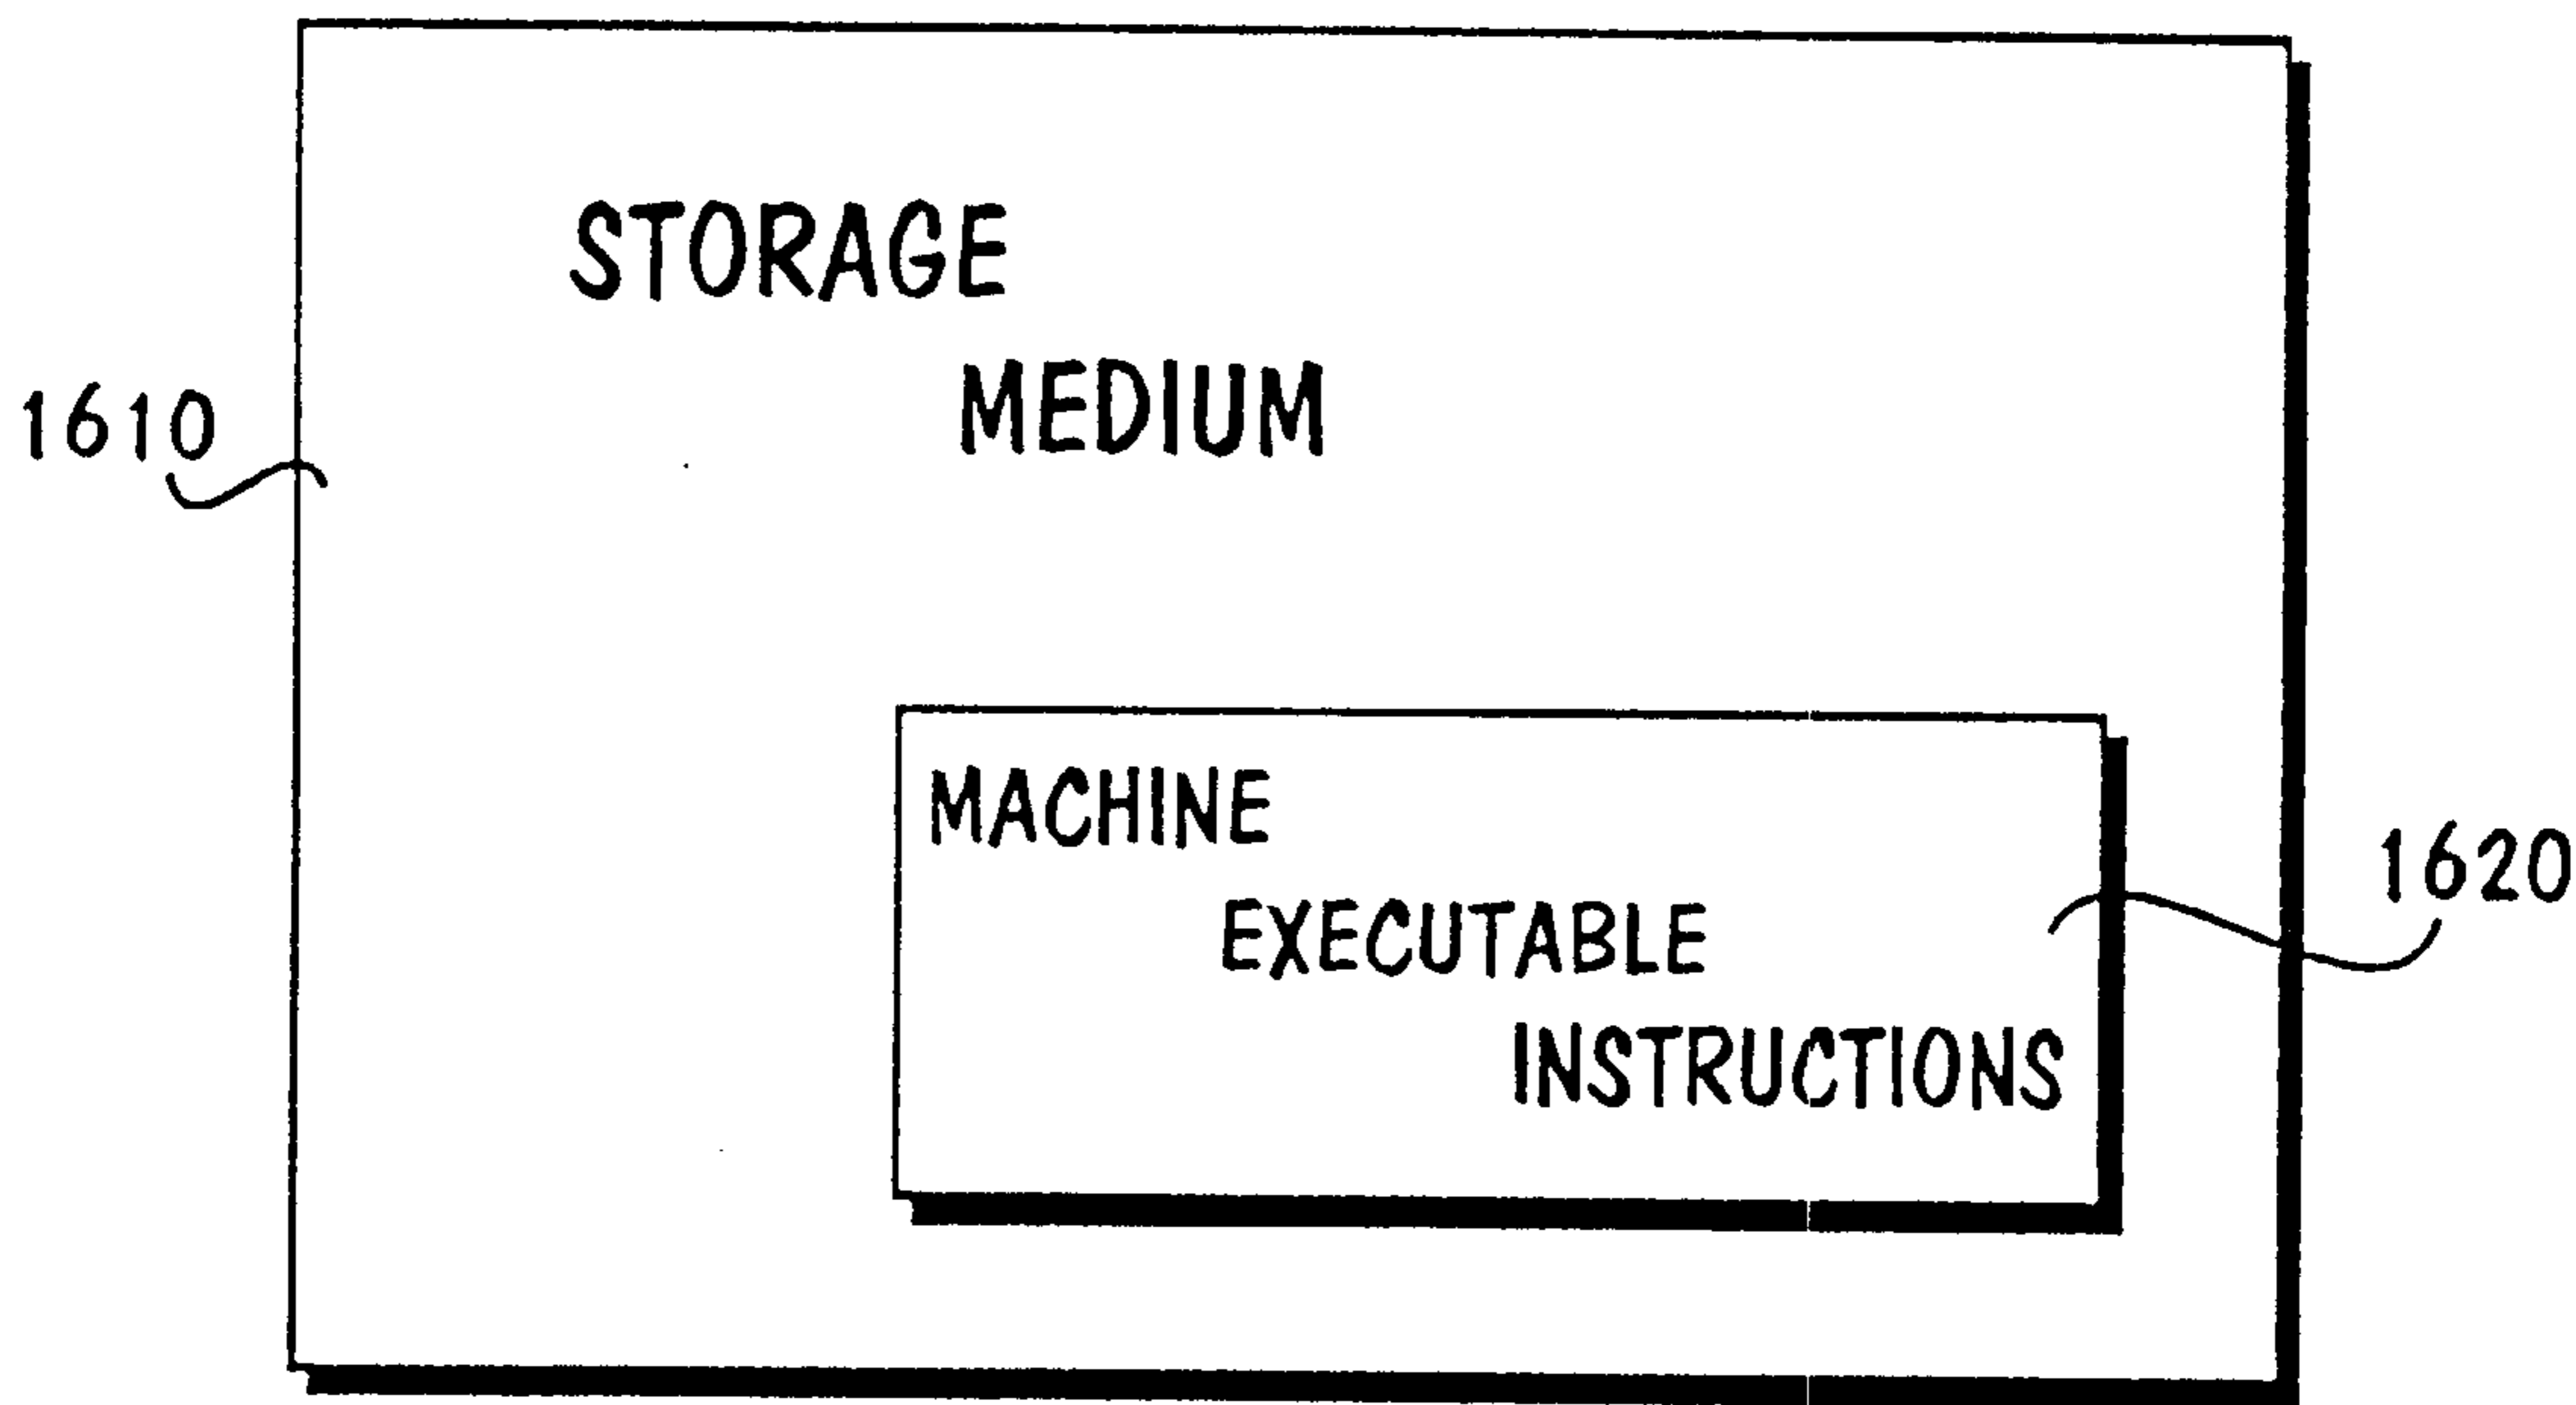 STORAGE
MEDIUM
1610
MACHINE
EXECUTABLE
INSTRUCTIONS
1620